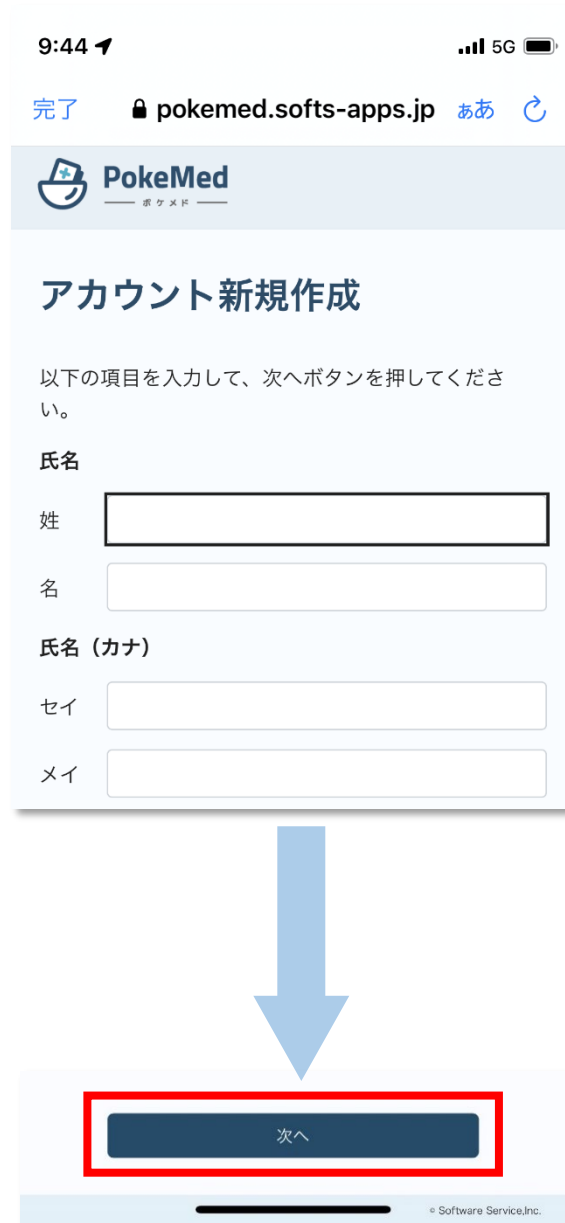 9:44
5G
完了 pokemed.softs-apps.jp ぁあ
PokeMed
ポケメド
アカウント新規作成
以下の項目を入力して、次へボタンを押してくださ
い。
氏名
姓
名
氏名（カナ）
セイ
メイ
次へ
© Software Service,Inc.